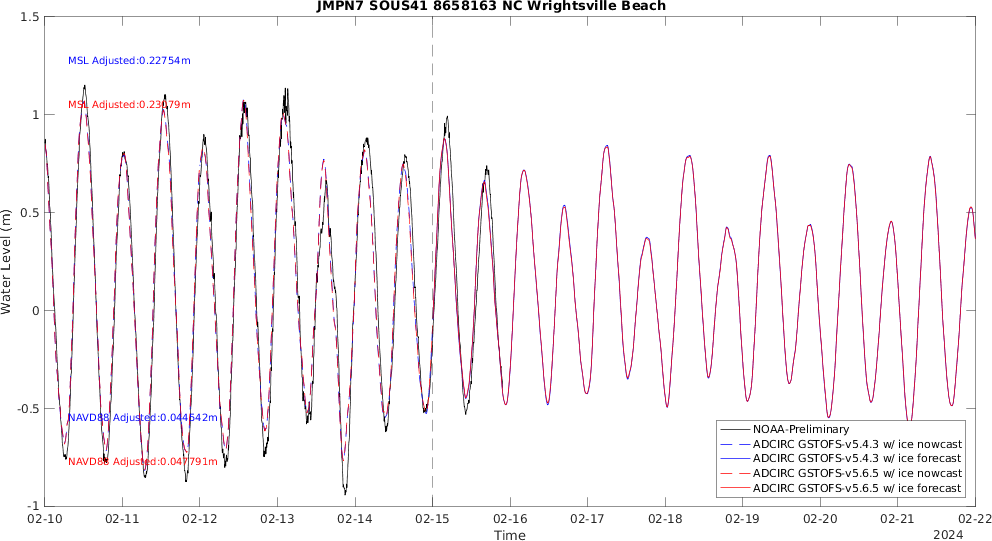 JMPN7 SOUS41 8658163 NC Wrightsville Beach
1.5
1
0.5
0
-0.5
-1
Water Level (m)
MSL Adjusted:0.22754m
MSL Adjusted:0.23079m
NAVD88 Adjusted:0.044642m
NAVD88 Adjusted:0.047791m
NOAA-Preliminary
ADCIRC GSTOFS-v5.4.3 w/ ice nowcast
ADCIRC GSTOFS-v5.4.3 w/ ice forecast
ADCIRC GSTOFS-v5.6.5 w/ ice nowcast
ADCIRC GSTOFS-v5.6.5 w/ ice forecast
02-10 02-11 02-12 02-13 02-14 02-15 02-16 02-17 02-18 02-19 02-20 02-21 02-22
Time
2024